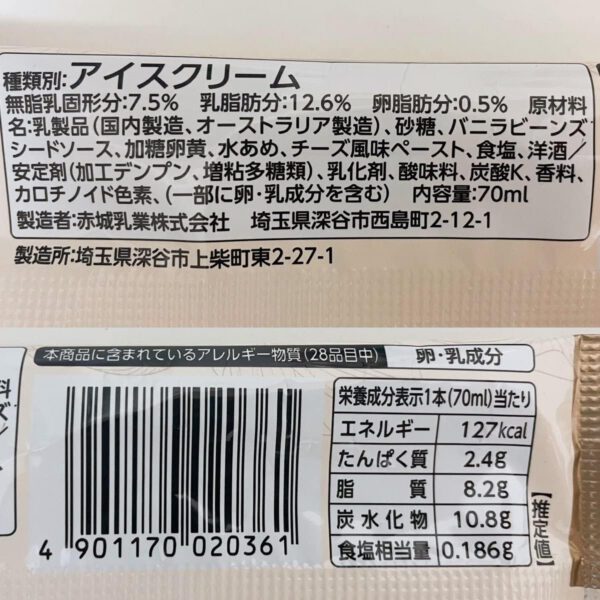 種類別:アイスクリーム
無脂乳固形分:7.5% 乳脂肪分:12.6% 卵脂肪分:0.5% 原材料
名:乳製品(国内製造、オーストラリア製造)、砂糖、バニラビーンズ
シードソース、加糖卵黄、水あめ、チーズ風味ペースト、食塩、洋酒/
安定剤(加工デンプン、増粘多糖類)、乳化剤、酸味料、炭酸K、香料、
カロチノイド色素、(一部に卵・乳成分を含む) 内容量:70ml
製造者:赤城乳業株式会社 埼玉県深谷市西島町2-12-1
製造所:埼玉県深谷市上柴町東2-27-1
本商品に含まれているアレルギー物質(28品目中) 卵・乳成分
料
ズ
/
栄養成分表示1本(70ml)当たり
エネルギー 127kcal
たんぱく質 2.4g
脂質 8.2g
炭水化物 10.8g
食塩相当量 0.186g
【推定値】
4 901170 020361